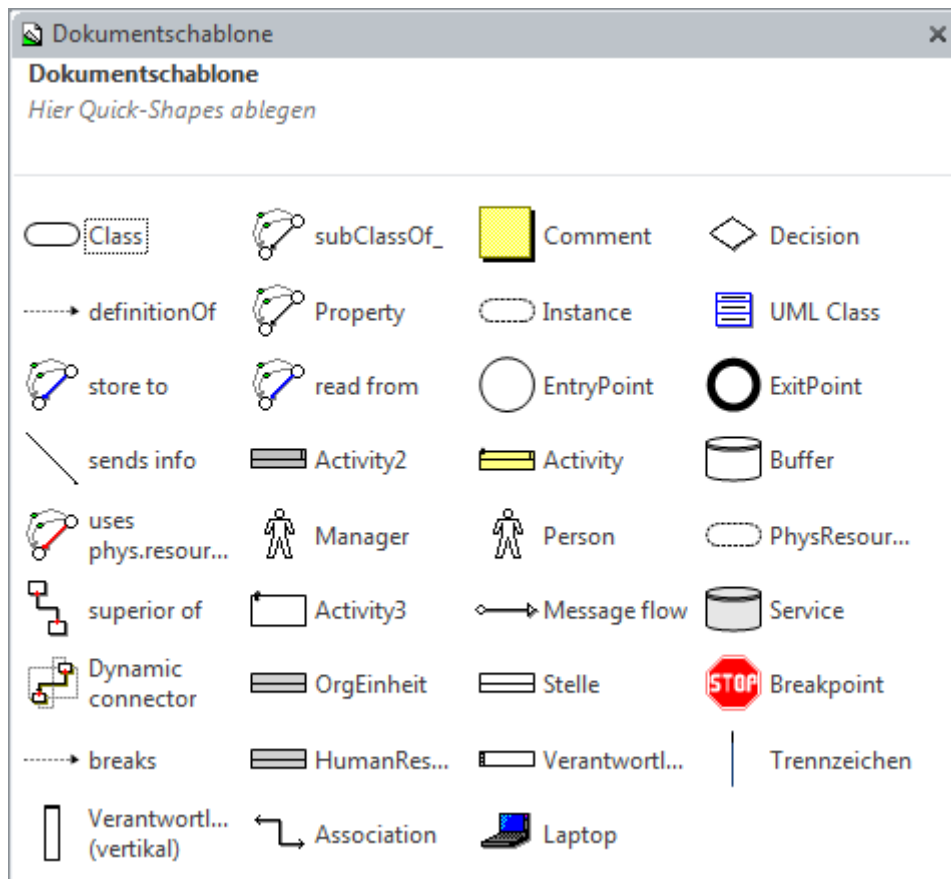 Dokumentschablone
Dokumentschablone
Hier Quick-Shapes ablegen
Class
subClassOf_
Comment
Decision
definitionOf
Property
Instance
UML Class
store to
read from
EntryPoint
ExitPoint
sends info
Activity2
Activity
Buffer
uses
phys.resour...
Manager
Person
PhysResour...
superior of
Activity3
Message flow
Service
Dynamic
connector
OrgEinheit
Stelle
STOP
Breakpoint
breaks
HumanRes...
Verantwortl...
Trennzeichen
Verantwortl...
(vertikal)
Association
Laptop